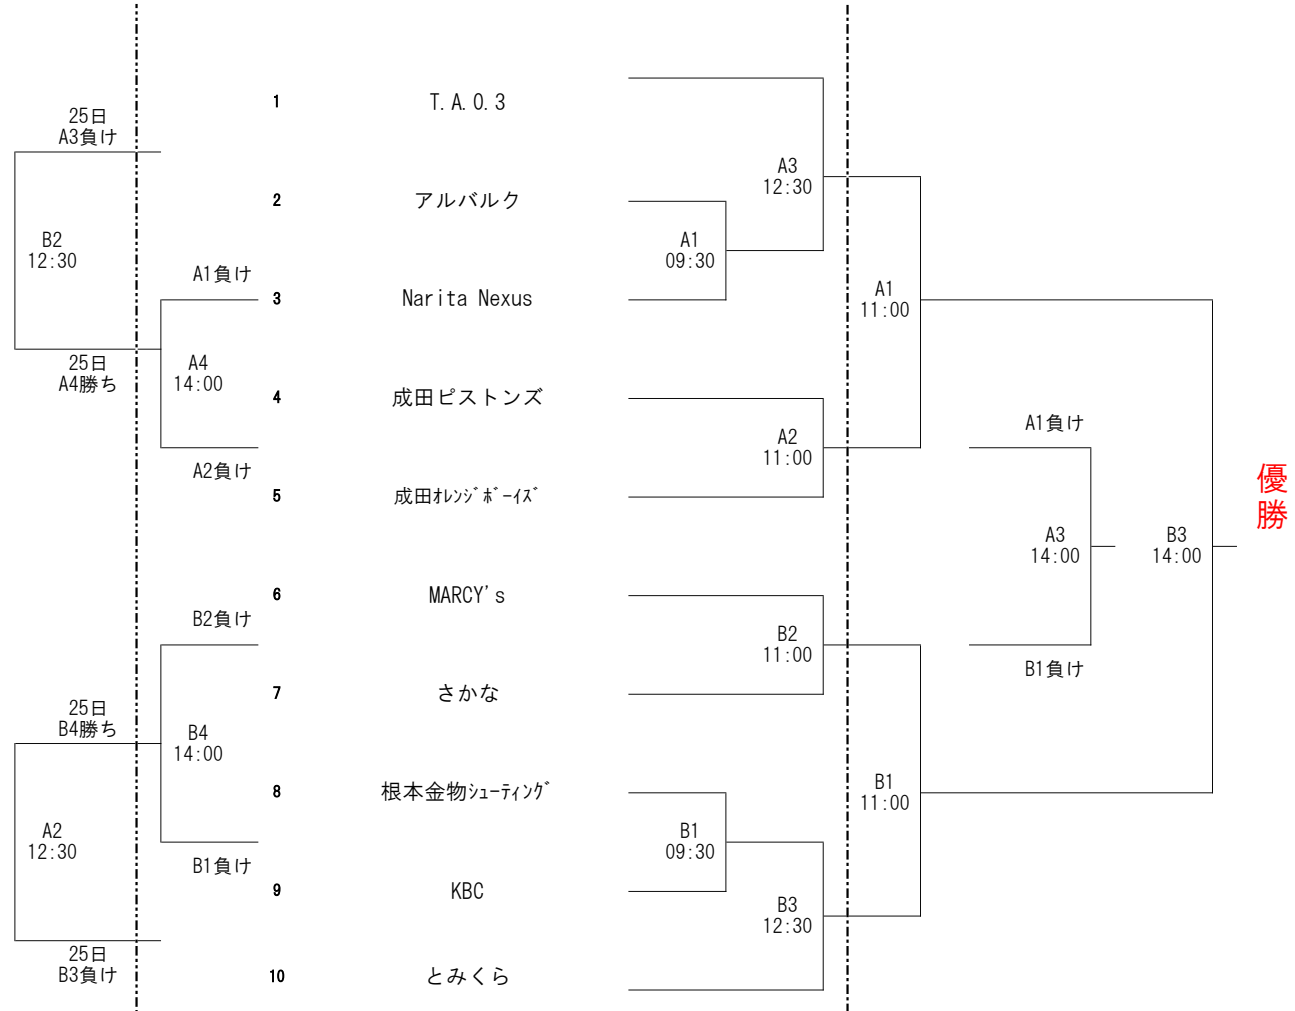 25日
A3負け
1
T.A.O.3
A3
12:30
2
アルバルク
B2
12:30
A1
09:30
A1負け
3
Narita Nexus
A1
11:00
25日
A4勝ち
A4
14:00
4
成田ピストンズ
A1負け
A2
11:00
A2負け
5
成田ｵﾚﾝｼﾞﾎﾞｰｲｽﾞ
優勝
A3
14:00
B3
14:00
6
MARCY's
B2負け
B2
11:00
B1負け
7
さかな
25日
B4勝ち
B4
14:00
8
根本金物ｼｭｰﾃｨﾝｸﾞ
B1
11:00
A2
12:30
B1
09:30
B1負け
9
KBC
B3
12:30
25日
B3負け
10
とみくら